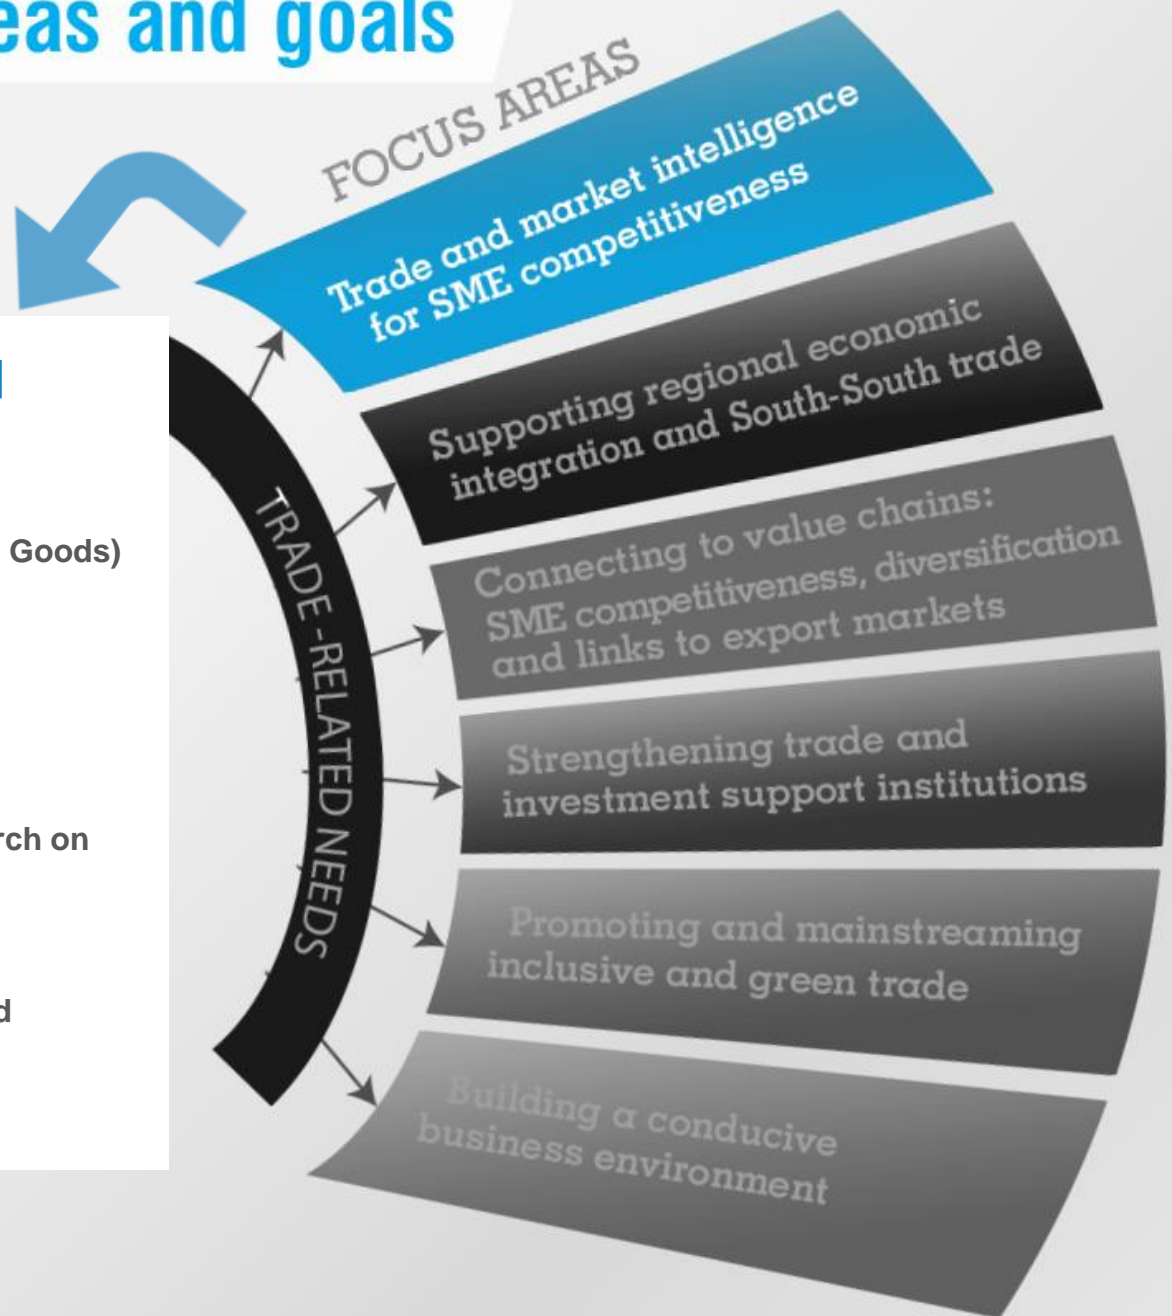 eas and goals
FOCUS AREAS
Trade and market intelligence
for SME competitiveness
Supporting regional economic
integration and South-South trade
Connecting to value chains:
SME competitiveness, diversification
and links to export markets
Strengthening trade and
investment support institutions
Promoting and mainstreaming
inclusive and green trade
Building a conducive
business environment
TRADE -RELATED NEEDS
Goods)
rch on
d